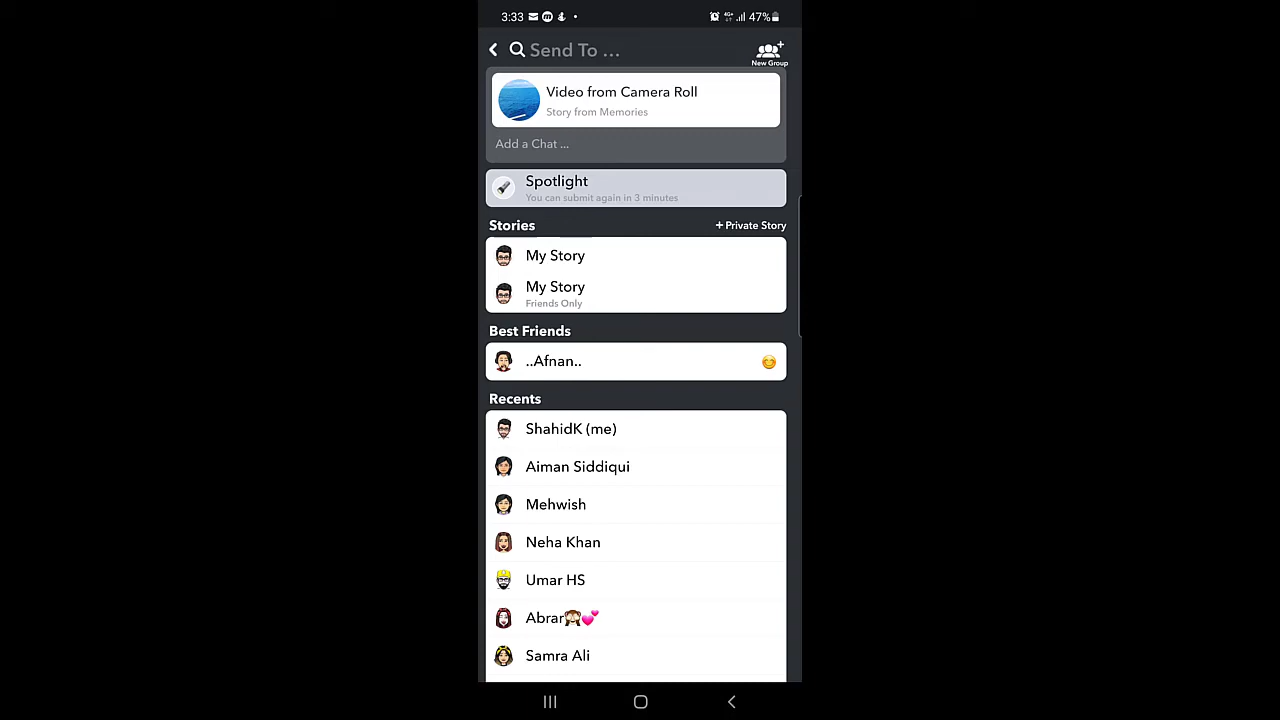 3:33 47%
Send To ...
New Group
Video from Camera Roll
Story from Memories
Add a Chat ...
Spotlight
You can submit again in 3 minutes
Stories + Private Story
My Story
My Story
Friends Only
Best Friends
..Afnan.. 😊
Recents
ShahidK (me)
Aiman Siddiqui
Mehwish
Neha Khan
Umar HS
Abrar🙈💕
Samra Ali